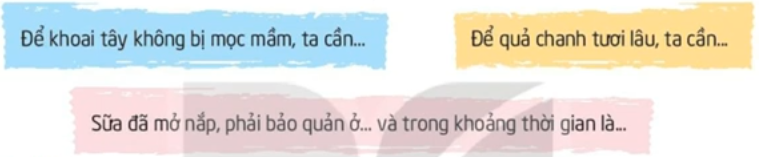 Để khoai tây không bị mọc mầm, ta cần...
Để quả chanh tươi lâu, ta cần...
Sữa đã mở nắp, phải bảo quản ở... và trong khoảng thời gian là...